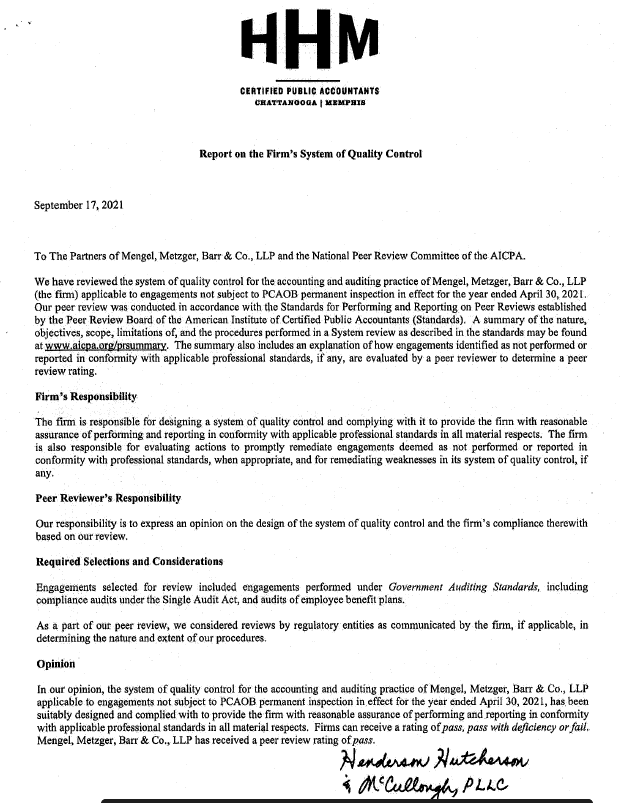 HHM
CERTIFIED PUBLIC ACCOUNTANTS
CHATTANOOGA | MEMPHIS
Report on the Firm's System of Quality Control
September 17, 2021
To The Partners of Mengel, Metzger, Barr & Co., LLP and the National Peer Review Committee of the AICPA.
We have reviewed the system of quality control for the accounting and auditing practice of Mengel, Metzger, Barr & Co., LLP
(the firm) applicable to engagements not subject to PCAOB permanent inspection in effect for the year ended April 30, 2021.
Our peer review was conducted in accordance with the Standards for Performing and Reporting on Peer Reviews established
by the Peer Review Board of the American Institute of Certified Public Accountants (Standards). A summary of the nature,
objectives, scope, limitations of, and the procedures performed in a System review as described in the standards may be found
at www.aicpa.org/prsummary. The summary also includes an explanation of how engagements identified as not performed or
reported in conformity with applicable professional standards, if any, are evaluated by a peer reviewer to determine a peer
review rating.
Firm's Responsibility
The firm is responsible for designing a system of quality control and complying with it to provide the firm with reasonable
assurance of performing and reporting in conformity with applicable professional standards in all material respects. The firm
is also responsible for evaluating actions to promptly remediate engagements deemed as not performed or reported in
conformity with professional standards, when appropriate, and for remediating weaknesses in its system of quality control, if
any.
Peer Reviewer's Responsibility
Our responsibility is to express an opinion on the design of the system of quality control and the firm's compliance therewith
based on our review.
Required Selections and Considerations
Engagements selected for review included engagements performed under Government Auditing Standards, including
compliance audits under the Single Audit Act, and audits of employee benefit plans.
As a part of our peer review, we considered reviews by regulatory entities as communicated by the firm, if applicable, in
determining the nature and extent of our procedures.
Opinion
In our opinion, the system of quality control for the accounting and auditing practice of Mengel, Metzger, Barr & Co., LLP
applicable to engagements not subject to PCAOB permanent inspection in effect for the year ended April 30, 2021, has been
suitably designed and complied with to provide the firm with reasonable assurance of performing and reporting in conformity
with applicable professional standards in all material respects. Firms can receive a rating of pass, pass with deficiency or fail.
Mengel, Metzger, Barr & Co., LLP has received a peer review rating of pass.
Henderson Hutcherson
& McCullough, PLLC